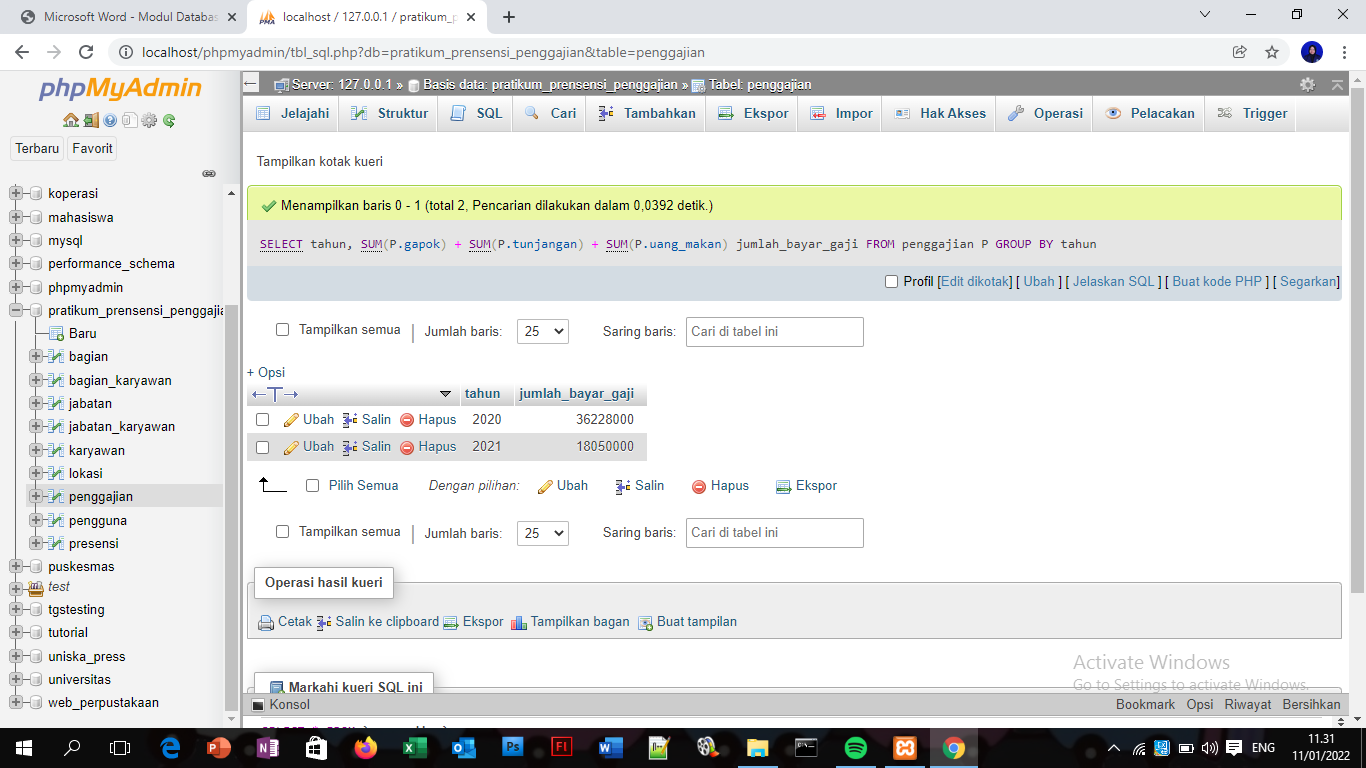 Microsoft Word - Modul Databas
localhost / 127.0.0.1 / pratikum_p
localhost/phpmyadmin/tbl_sql.php?db=pratikum_prensensi_penggajian&table=penggajian
phpMyAdmin
Terbaru
Favorit
koperasi
mahasiswa
mysql
performance_schema
phpmyadmin
pratikum_prensensi_penggajia
Baru
bagian
bagian_karyawan
jabatan
jabatan_karyawan
karyawan
lokasi
penggajian
pengguna
presensi
puskesmas
test
tgstesting
tutorial
uniska_press
universitas
web_perpustakaan
Server: 127.0.0.1 » Basis data: pratikum_prensensi_penggajian » Tabel: penggajian
Jelajahi Struktur SQL Cari Tambahkan Ekspor Impor Hak Akses Operasi Pelacakan Trigger
Tampilkan kotak kueri
Menampilkan baris 0 - 1 (total 2, Pencarian dilakukan dalam 0,0392 detik.)
SELECT tahun, SUM(P.gapok) + SUM(P.tunjangan) + SUM(P.uang_makan) jumlah_bayar_gaji FROM penggajian P GROUP BY tahun
Profil [Edit dikotak] [ Ubah ] [ Jelaskan SQL ] [ Buat kode PHP ] [ Segarkan]
Tampilkan semua | Jumlah baris: 25 Saring baris: Cari di tabel ini
+ Opsi
←T→ tahun jumlah_bayar_gaji
Ubah Salin Hapus 2020 36228000
Ubah Salin Hapus 2021 18050000
Pilih Semua Dengan pilihan: Ubah Salin Hapus Ekspor
Tampilkan semua | Jumlah baris: 25 Saring baris: Cari di tabel ini
Operasi hasil kueri
Cetak Salin ke clipboard Ekspor Tampilkan bagan Buat tampilan
Markahi kueri SQL ini
Activate Windows
Go to Settings to activate Windows.
Konsol
Bookmark Opsi Riwayat Bersihkan
ENG
11.31
11/01/2022